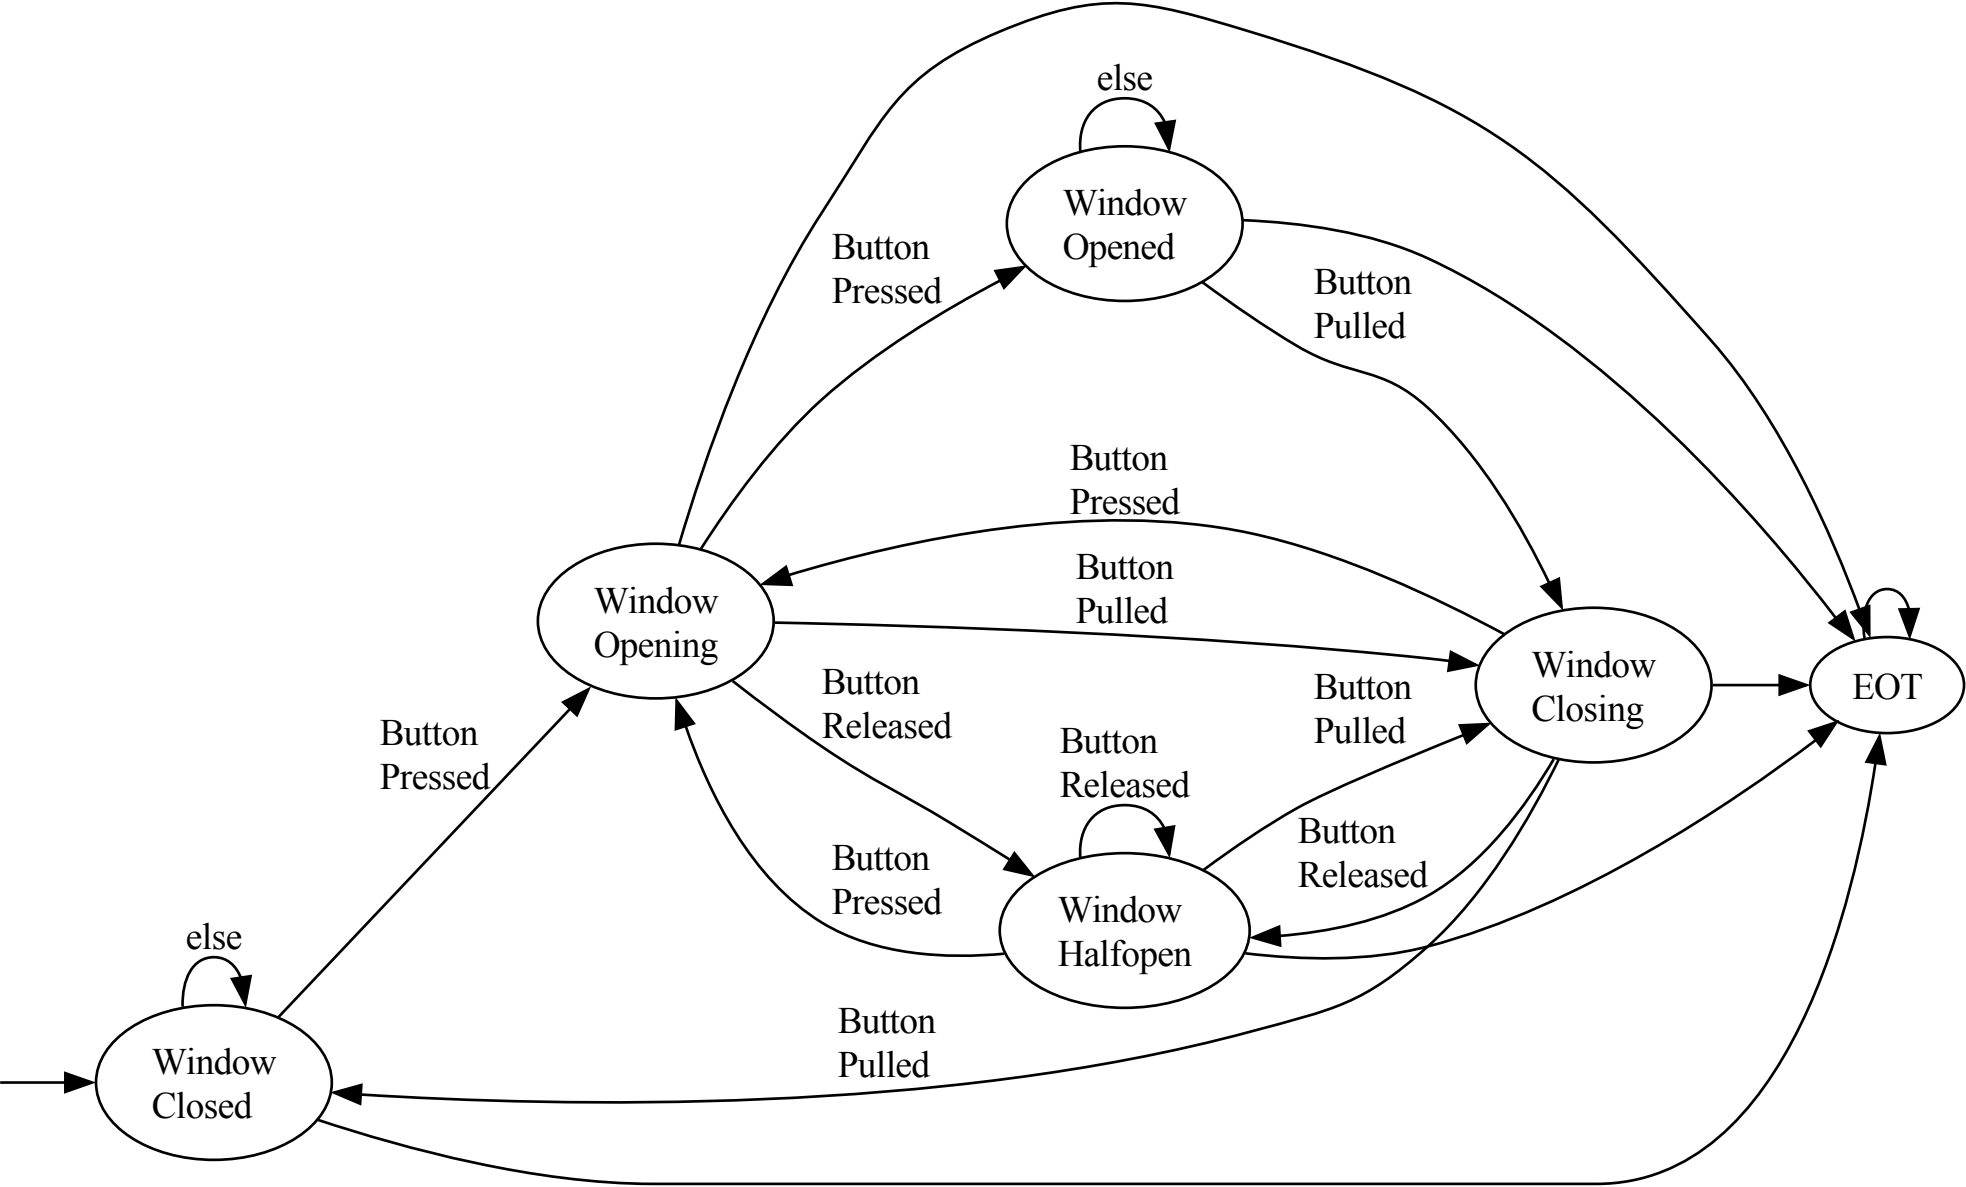 else
Window
Opened
Button
Pressed
Button
Pulled
Button
Pressed
Button
Pulled
Window
Opening
Window
Closing
EOT
Button
Released
Button
Pulled
Button
Pressed
Button
Released
Button
Released
Button
Pressed
Window
Halfopen
else
Button
Pulled
Window
Closed